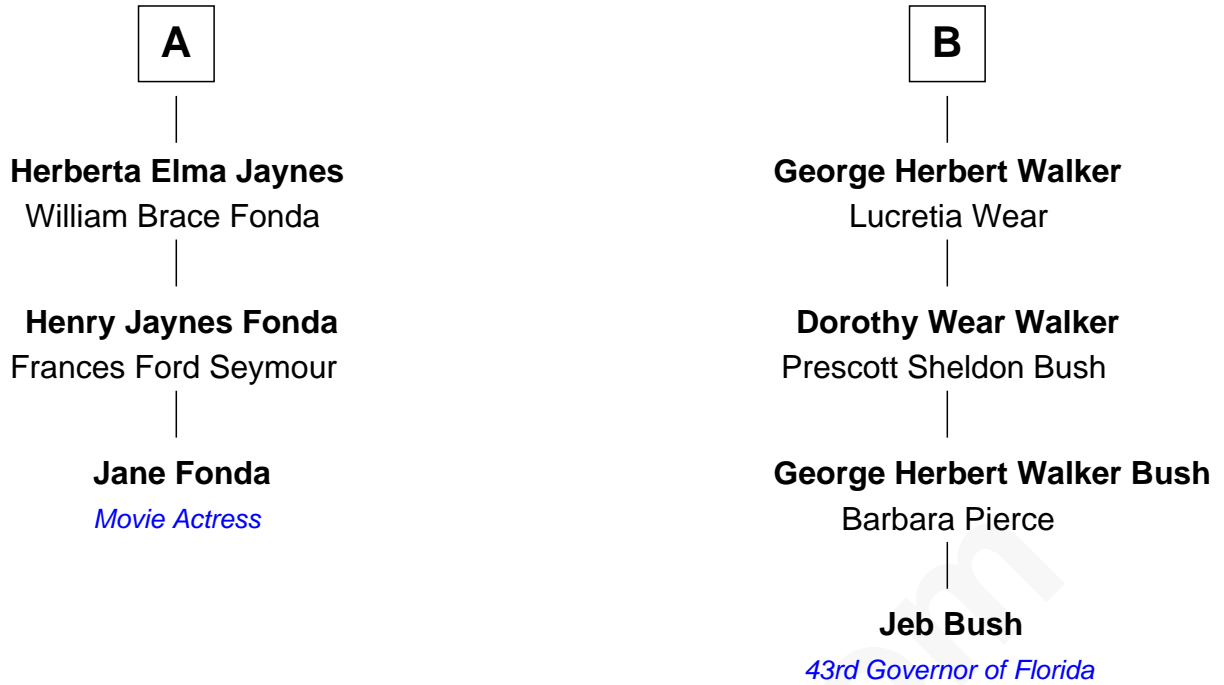 A
Herberta Elma Jaynes
William Brace Fonda
Henry Jaynes Fonda
Frances Ford Seymour
Jane Fonda
Movie Actress
B
George Herbert Walker
Lucretia Wear
Dorothy Wear Walker
Prescott Sheldon Bush
George Herbert Walker Bush
Barbara Pierce
Jeb Bush
43rd Governor of Florida